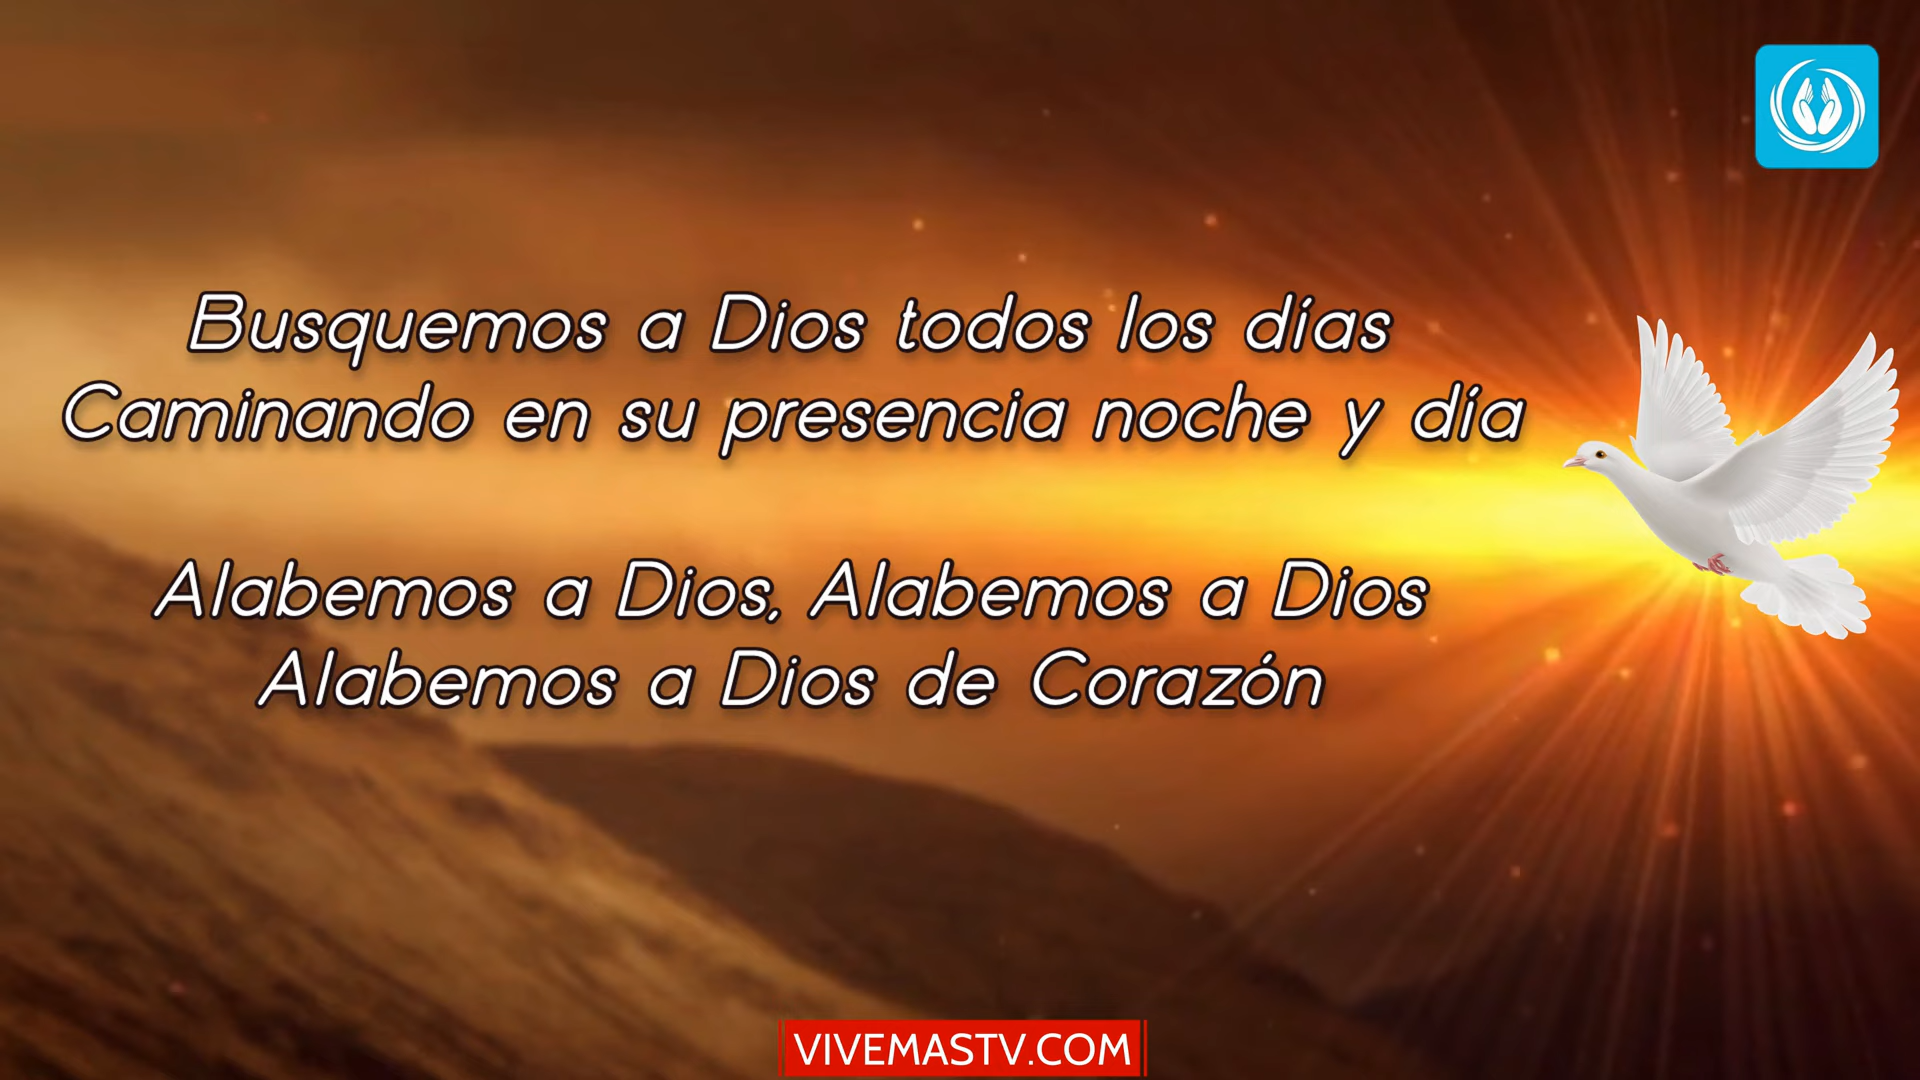 Busquemos a Dios todos los días
Caminando en su presencia noche y día
Alabemos a Dios, Alabemos a Dios
Alabemos a Dios de Corazón
VIVEMASTV.COM